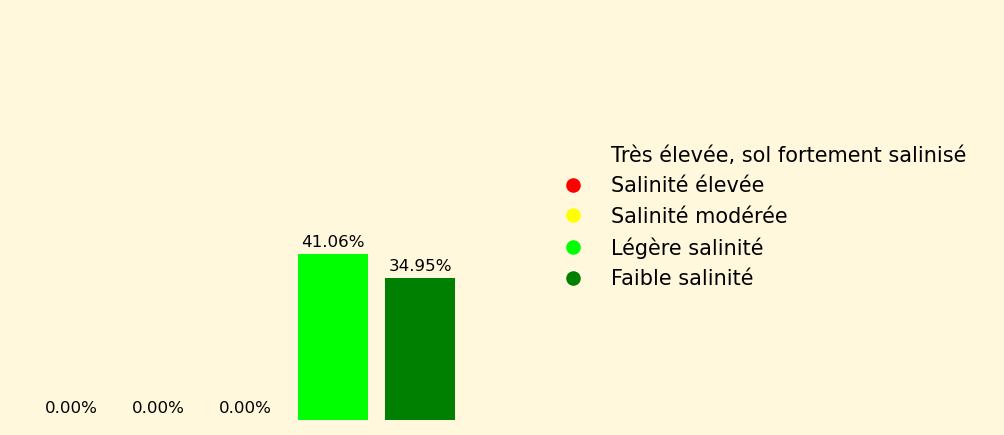 Très élevée, sol fortement salinisé
Salinité élevée
Salinité modérée
Légère salinité
Faible salinité
41.06%
34.95%
0.00%
0.00%
0.00%